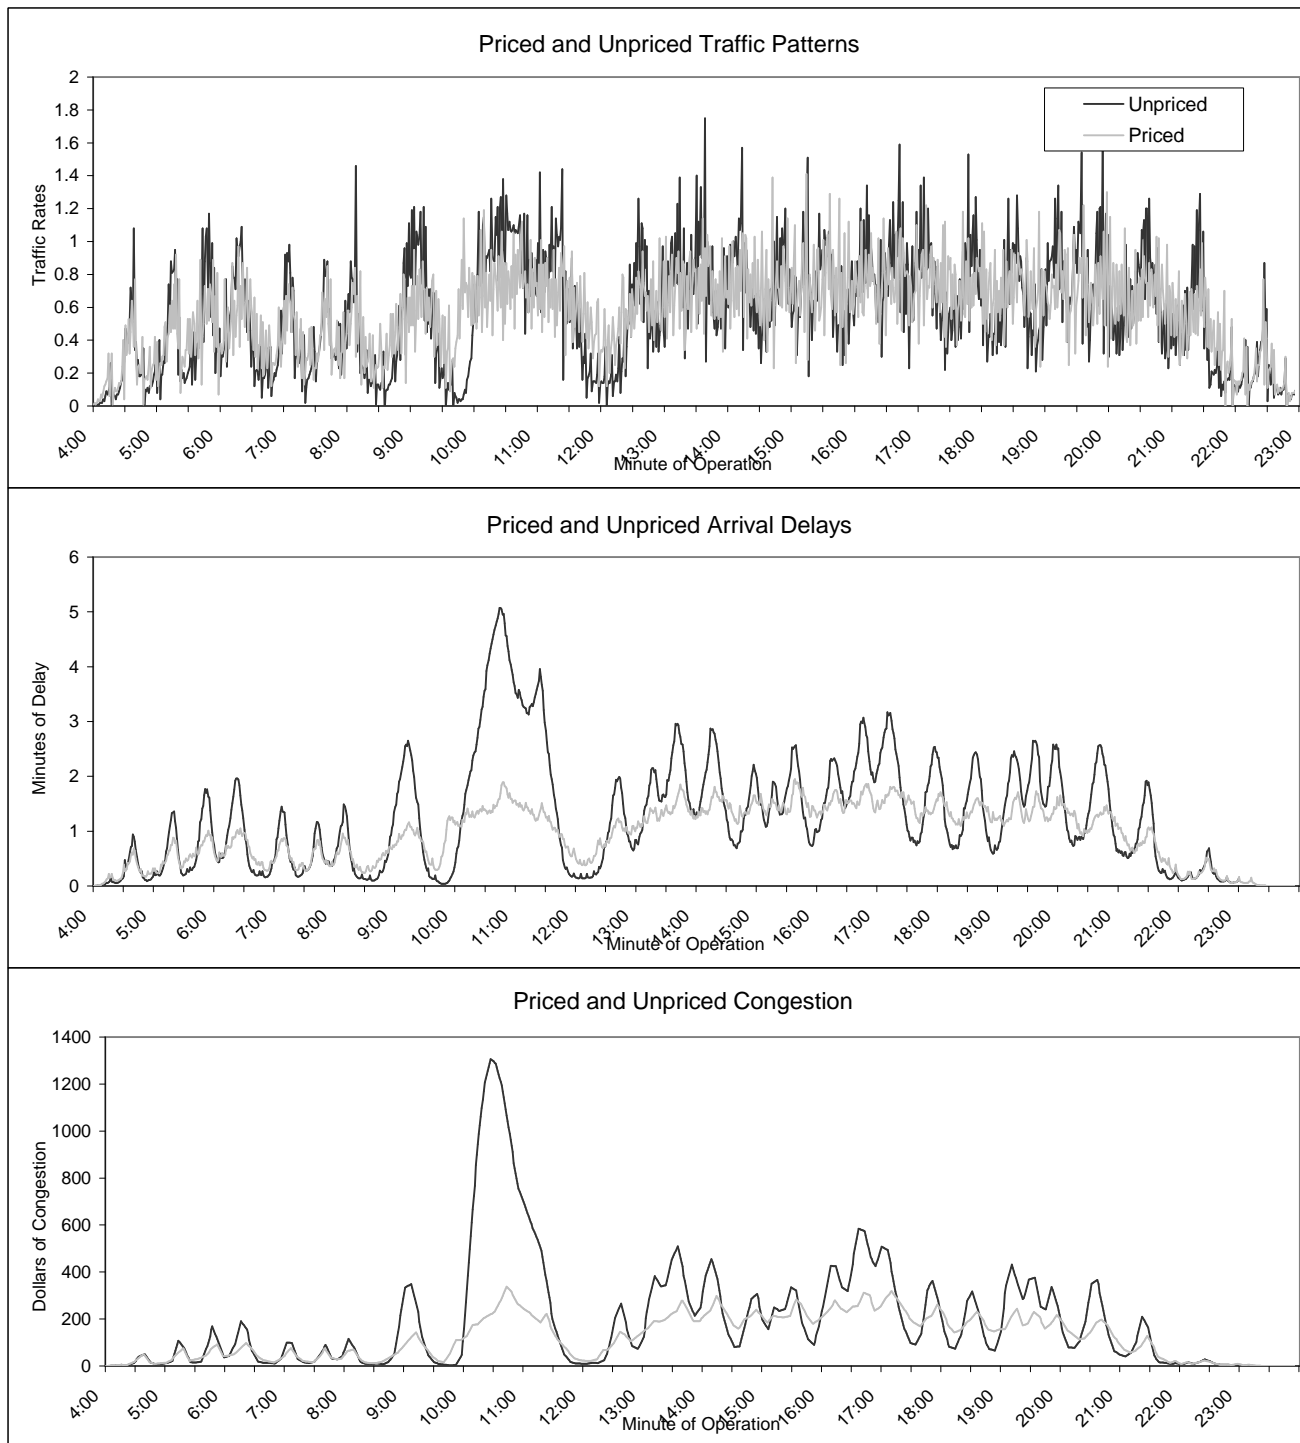 Priced and Unpriced Traffic Patterns
2
1.8
1.6
1.4
1.2
1
0.8
0.6
0.4
0.2
0
Traffic Rates
Unpriced
Priced
4:00 5:00 6:00 7:00 8:00 9:00 10:00 11:00 12:00 13:00 14:00 15:00 16:00 17:00 18:00 19:00 20:00 21:00 22:00 23:00
Minute of Operation
Priced and Unpriced Arrival Delays
6
5
4
3
2
1
0
Minutes of Delay
4:00 5:00 6:00 7:00 8:00 9:00 10:00 11:00 12:00 13:00 14:00 15:00 16:00 17:00 18:00 19:00 20:00 21:00 22:00 23:00
Minute of Operation
Priced and Unpriced Congestion
1400
1200
1000
800
600
400
200
0
Dollars of Congestion
4:00 5:00 6:00 7:00 8:00 9:00 10:00 11:00 12:00 13:00 14:00 15:00 16:00 17:00 18:00 19:00 20:00 21:00 22:00 23:00
Minute of Operation